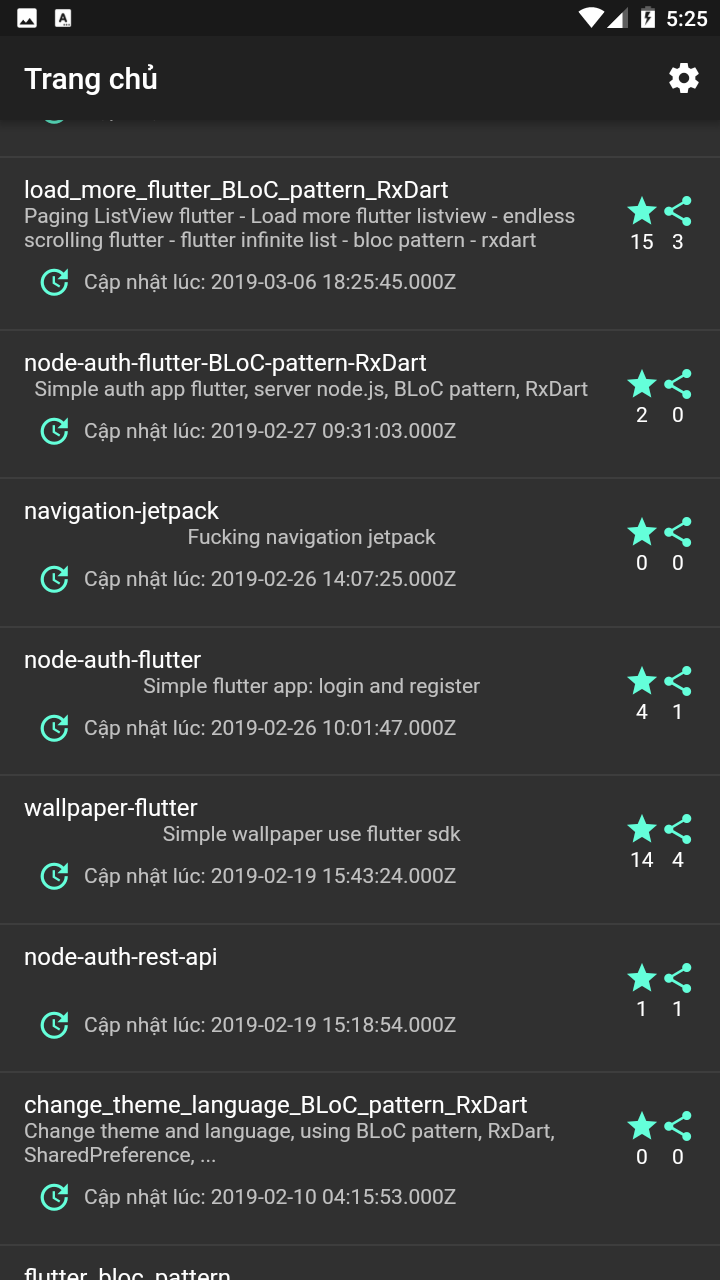 5:25
Trang chủ
load_more_flutter_BLoC_pattern_RxDart
Paging ListView flutter - Load more flutter listview - endless
scrolling flutter - flutter infinite list - bloc pattern - rxdart
15 3
Cập nhật lúc: 2019-03-06 18:25:45.000Z
node-auth-flutter-BLoC-pattern-RxDart
Simple auth app flutter, server node.js, BLoC pattern, RxDart
2 0
Cập nhật lúc: 2019-02-27 09:31:03.000Z
navigation-jetpack
Fucking navigation jetpack
0 0
Cập nhật lúc: 2019-02-26 14:07:25.000Z
node-auth-flutter
Simple flutter app: login and register
4 1
Cập nhật lúc: 2019-02-26 10:01:47.000Z
wallpaper-flutter
Simple wallpaper use flutter sdk
14 4
Cập nhật lúc: 2019-02-19 15:43:24.000Z
node-auth-rest-api
1 1
Cập nhật lúc: 2019-02-19 15:18:54.000Z
change_theme_language_BLoC_pattern_RxDart
Change theme and language, using BLoC pattern, RxDart,
SharedPreference, ...
0 0
Cập nhật lúc: 2019-02-10 04:15:53.000Z
flutter_bloc_pattern